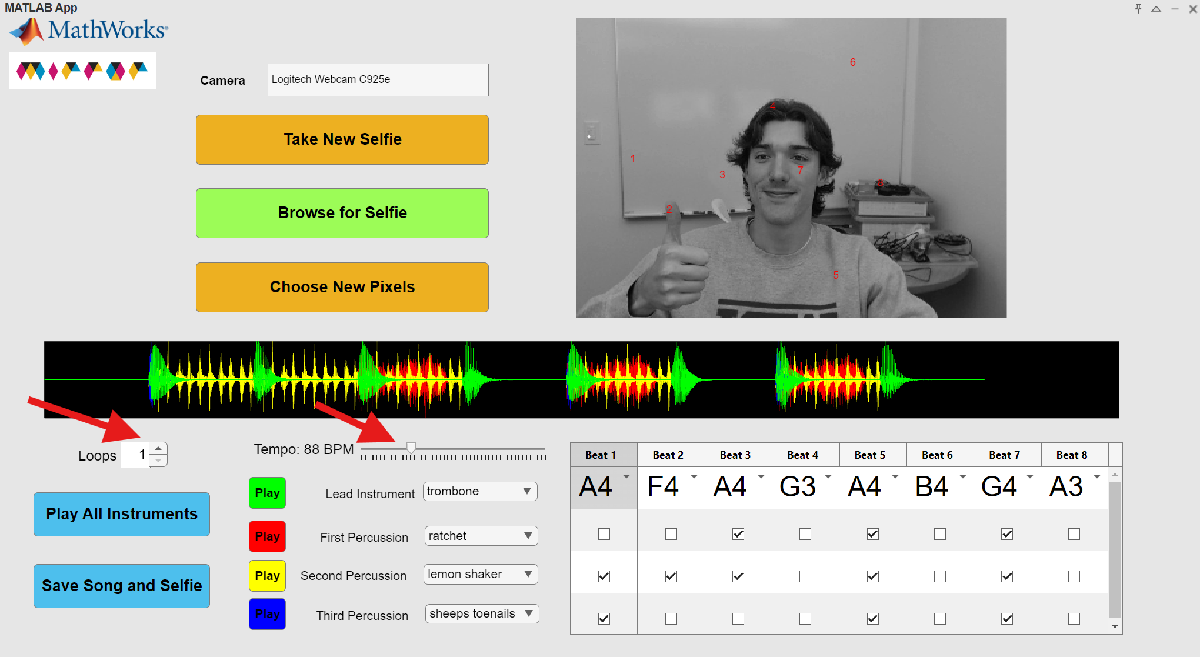 MATLAB App
MathWorks®
Camera
Logitech Webcam C925e
Take New Selfie
Browse for Selfie
Choose New Pixels
6
1
3
7
2
5
Loops 1
Tempo: 88 BPM
Play All Instruments
Save Song and Selfie
Play Lead Instrument trombone
Play First Percussion ratchet
Play Second Percussion lemon shaker
Play Third Percussion sheeps toenails
Beat 1 Beat 2 Beat 3 Beat 4 Beat 5 Beat 6 Beat 7 Beat 8
A4 F4 A4 G3 A4 B4 G4 A3